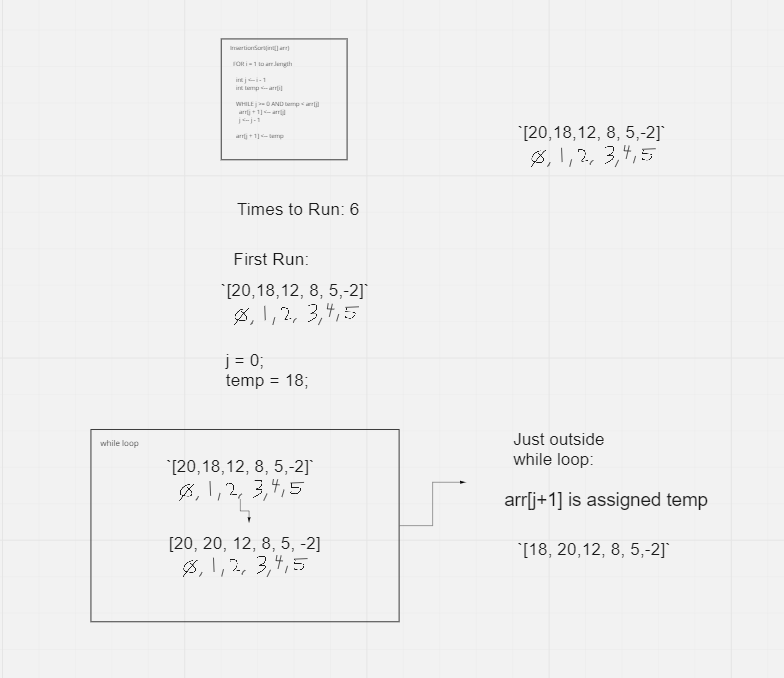 InsertionSort(int[] arr)
FOR i = 1 to arr.length
int j <-- i - 1
int temp <-- arr[i]
WHILE j >= 0 AND temp < arr[j]
arr[j + 1] <-- arr[j]
j <-- j - 1
arr[j + 1] <-- temp
`[20,18,12, 8, 5,-2]`
0, 1, 2, 3, 4, 5
Times to Run: 6
First Run:
`[20,18,12, 8, 5,-2]`
0, 1, 2, 3, 4, 5
j = 0;
temp = 18;
while loop
`[20,18,12, 8, 5,-2]`
0, 1, 2, 3, 4, 5
[20, 20, 12, 8, 5, -2]
0, 1, 2, 3, 4, 5
Just outside
while loop:
arr[j+1] is assigned temp
`[18, 20,12, 8, 5,-2]`